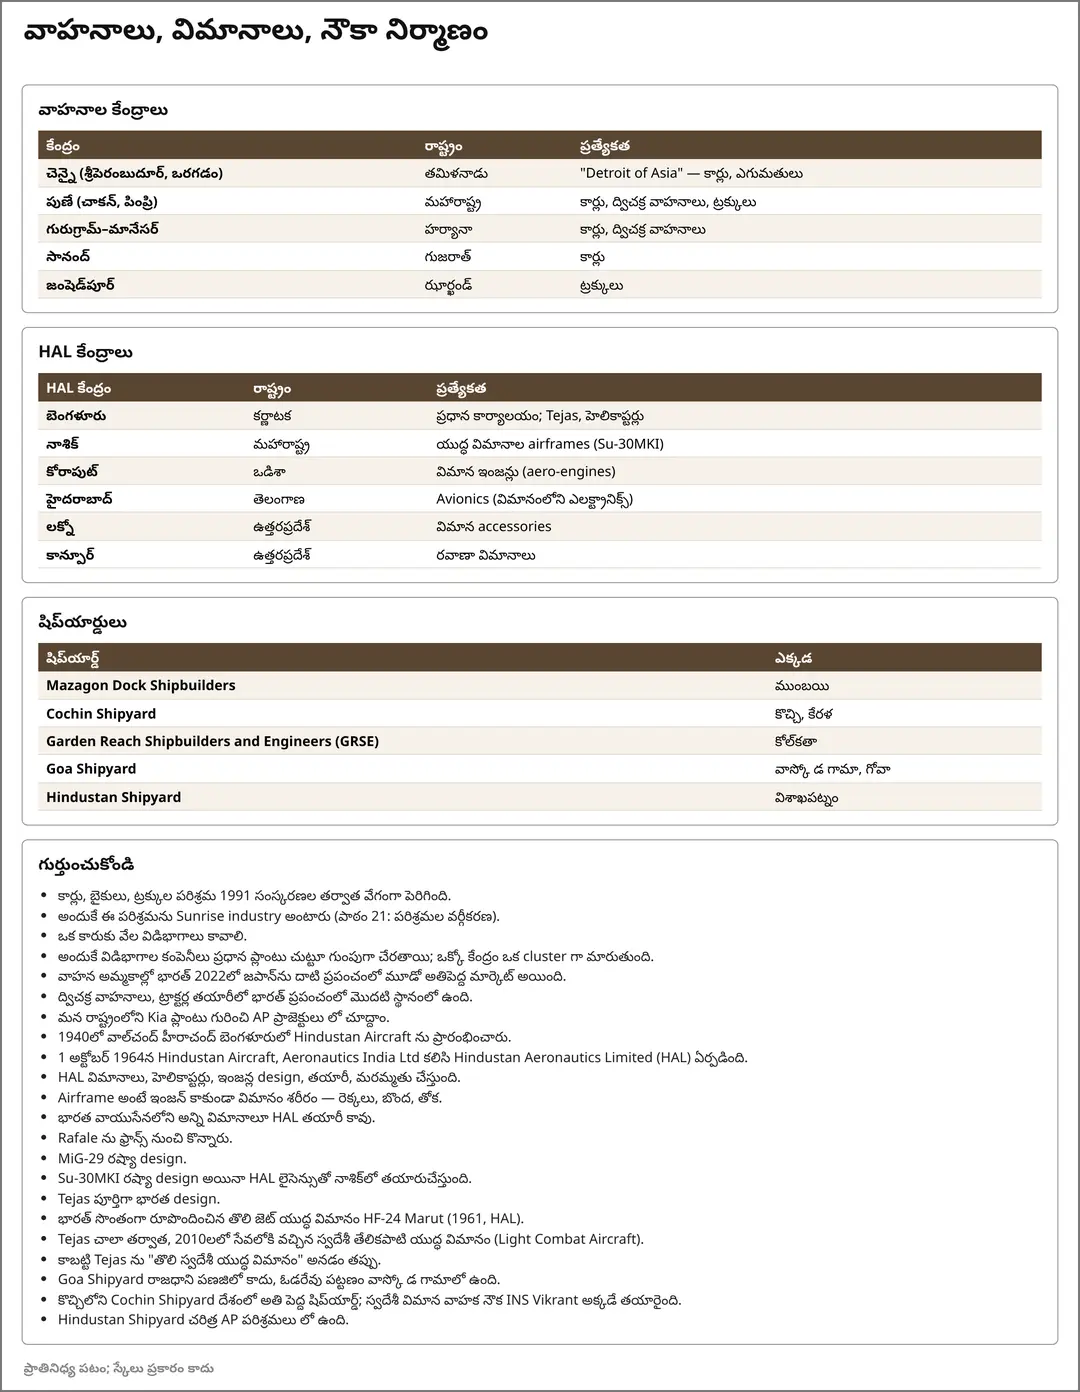 వాహనాలు, విమానాలు, నౌకా నిర్మాణం
వాహనాల కేంద్రాలు
కేంద్రం రాష్ట్రం ప్రత్యేకత
చెన్నై (శ్రీపెరంబుదూర్, ఒరగడం) తమిళనాడు "Detroit of Asia" — కార్లు, ఎగుమతులు
పుణే (చాకన్, పింప్రి) మహారాష్ట్ర కార్లు, ద్విచక్ర వాహనాలు, ట్రక్కులు
గురుగ్రామ్–మానేసర్ హర్యానా కార్లు, ద్విచక్ర వాహనాలు
సానంద్ గుజరాత్ కార్లు
జంషెడ్‌పూర్ ఝార్ఖండ్ ట్రక్కులు
HAL కేంద్రాలు
HAL కేంద్రం రాష్ట్రం ప్రత్యేకత
బెంగళూరు కర్ణాటక ప్రధాన కార్యాలయం; Tejas, హెలికాప్టర్లు
నాశిక్ మహారాష్ట్ర యుద్ధ విమానాల airframes (Su-30MKI)
కోరాపుట్ ఒడిశా విమాన ఇంజన్లు (aero-engines)
హైదరాబాద్ తెలంగాణ Avionics (విమానంలోని ఎలక్ట్రానిక్స్)
లక్నో ఉత్తరప్రదేశ్ విమాన accessories
కాన్పూర్ ఉత్తరప్రదేశ్ రవాణా విమానాలు
షిప్‌యార్డులు
షిప్‌యార్డ్ ఎక్కడ
Mazagon Dock Shipbuilders ముంబయి
Cochin Shipyard కొచ్చి, కేరళ
Garden Reach Shipbuilders and Engineers (GRSE) కోల్‌కతా
Goa Shipyard వాస్కో డ గామా, గోవా
Hindustan Shipyard విశాఖపట్నం
గుర్తుంచుకోండి
• కార్లు, బైకులు, ట్రక్కుల పరిశ్రమ 1991 సంస్కరణల తర్వాత వేగంగా పెరిగింది.
• అందుకే ఈ పరిశ్రమను Sunrise industry అంటారు (పాఠం 21: పరిశ్రమల వర్గీకరణ).
• ఒక కారుకు వేల విడిభాగాలు కావాలి.
• అందుకే విడిభాగాల కంపెనీలు ప్రధాన ప్లాంటు చుట్టూ గుంపుగా చేరతాయి; ఒక్కో కేంద్రం ఒక cluster గా మారుతుంది.
• వాహన అమ్మకాల్లో భారత్ 2022లో జపాన్‌ను దాటి ప్రపంచంలో మూడో అతిపెద్ద మార్కెట్ అయింది.
• ద్విచక్ర వాహనాలు, ట్రాక్టర్ల తయారీలో భారత్ ప్రపంచంలో మొదటి స్థానంలో ఉంది.
• మన రాష్ట్రంలోని Kia ప్లాంటు గురించి AP ప్రాజెక్టులు లో చూద్దాం.
• 1940లో వాల్‌చంద్ హీరాచంద్ బెంగళూరులో Hindustan Aircraft ను ప్రారంభించారు.
• 1 అక్టోబర్ 1964న Hindustan Aircraft, Aeronautics India Ltd కలిసి Hindustan Aeronautics Limited (HAL) ఏర్పడింది.
• HAL విమానాలు, హెలికాప్టర్లు, ఇంజన్ల design, తయారీ, మరమ్మతు చేస్తుంది.
• Airframe అంటే ఇంజన్ కాకుండా విమానం శరీరం — రెక్కలు, బొంద, తోక.
• భారత వాయుసేనలోని అన్ని విమానాలూ HAL తయారీ కావు.
• Rafale ను ఫ్రాన్స్ నుంచి కొన్నారు.
• MiG-29 రష్యా design.
• Su-30MKI రష్యా design అయినా HAL లైసెన్సుతో నాశిక్‌లో తయారుచేస్తుంది.
• Tejas పూర్తిగా భారత design.
• భారత్ సొంతంగా రూపొందించిన తొలి జెట్ యుద్ధ విమానం HF-24 Marut (1961, HAL).
• Tejas చాలా తర్వాత, 2010లలో సేవలోకి వచ్చిన స్వదేశీ తేలికపాటి యుద్ధ విమానం (Light Combat Aircraft).
• కాబట్టి Tejas ను "తొలి స్వదేశీ యుద్ధ విమానం" అనడం తప్పు.
• Goa Shipyard రాజధాని పణజిలో కాదు, ఓడరేవు పట్టణం వాస్కో డ గామాలో ఉంది.
• కొచ్చిలోని Cochin Shipyard దేశంలో అతి పెద్ద షిప్‌యార్డ్; స్వదేశీ విమాన వాహక నౌక INS Vikrant అక్కడే తయారైంది.
• Hindustan Shipyard చరిత్ర AP పరిశ్రమలు లో ఉంది.
ప్రాతినిధ్య పటం; స్కేలు ప్రకారం కాదు